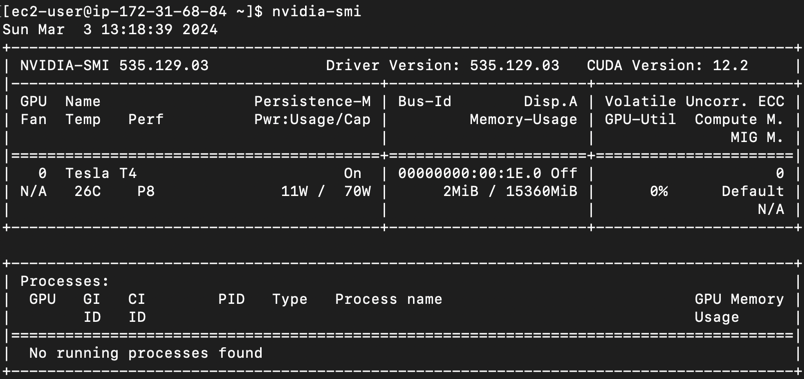 [[ec2-user@ip-172-31-68-84 ~]$ nvidia-smi
Sun Mar  3 13:18:39 2024
+---------------------------------------------------------------------------------------+
| NVIDIA-SMI 535.129.03             Driver Version: 535.129.03   CUDA Version: 12.2     |
|-----------------------------------------+----------------------+----------------------+
| GPU  Name                 Persistence-M | Bus-Id        Disp.A | Volatile Uncorr. ECC |
| Fan  Temp   Perf          Pwr:Usage/Cap |         Memory-Usage | GPU-Util  Compute M. |
|                                         |                      |               MIG M. |
|=========================================+======================+======================|
|   0  Tesla T4                       On  | 00000000:00:1E.0 Off |                    0 |
| N/A   26C    P8              11W /  70W |      2MiB / 15360MiB |      0%      Default |
|                                         |                      |                  N/A |
+-----------------------------------------+----------------------+----------------------+

+---------------------------------------------------------------------------------------+
| Processes:                                                                            |
|  GPU   GI   CI        PID   Type   Process name                            GPU Memory |
|        ID   ID                                                             Usage      |
|=======================================================================================|
|  No running processes found                                                           |
+---------------------------------------------------------------------------------------+